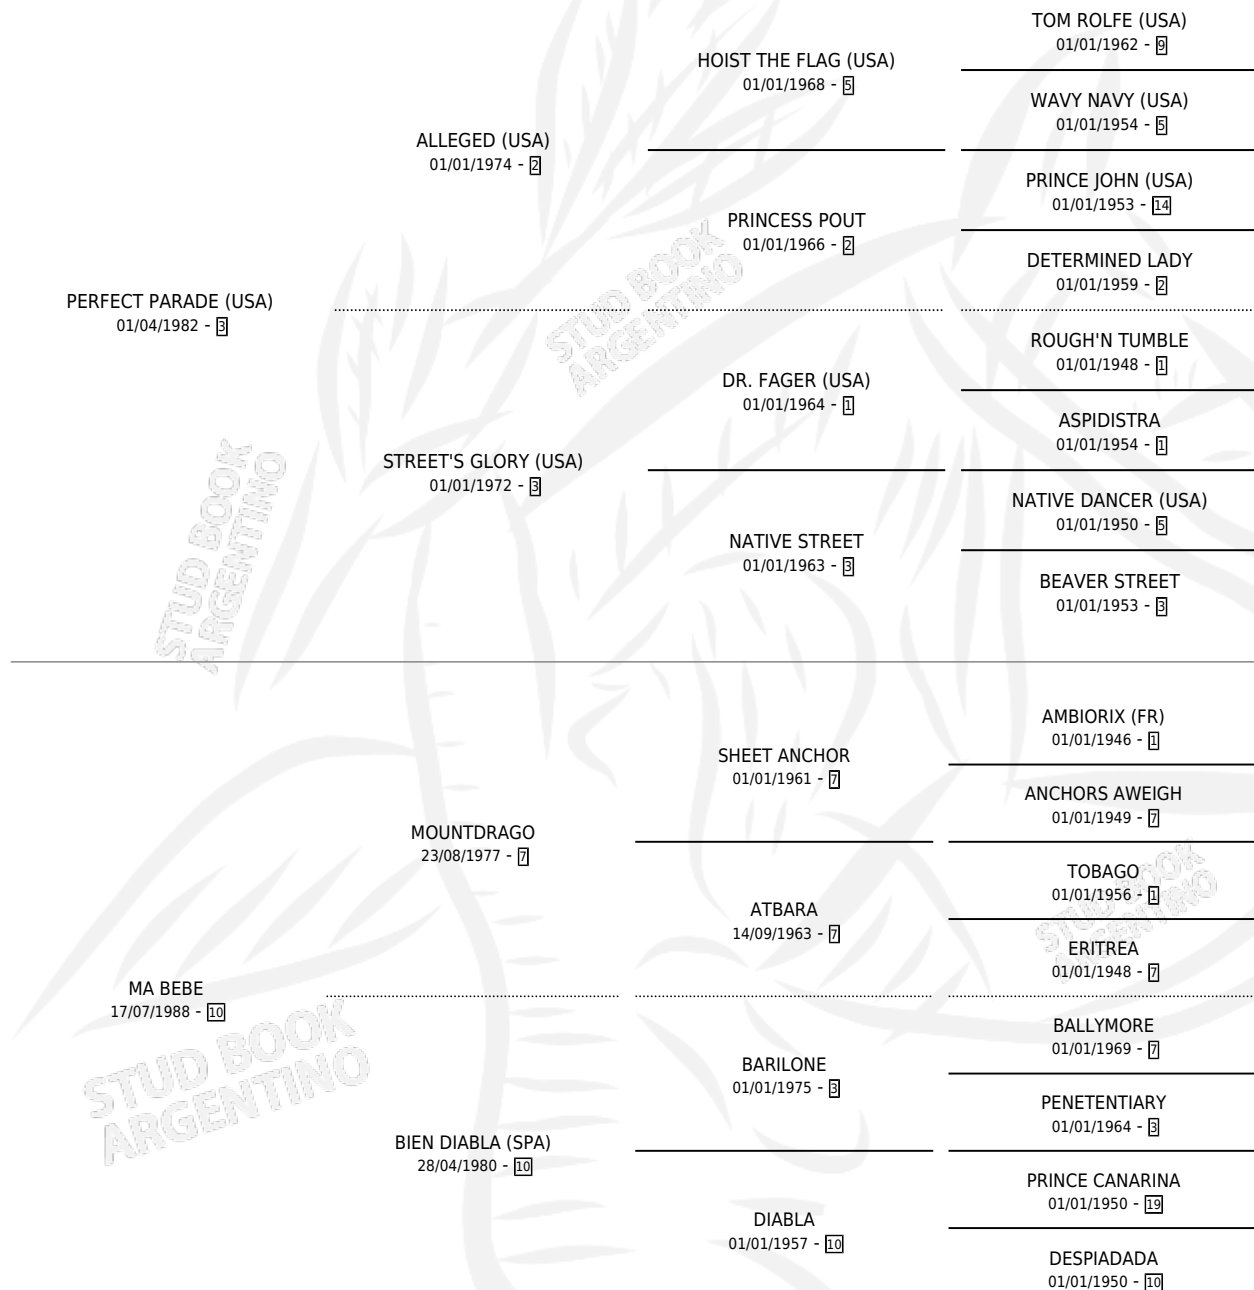 TOM ROLFE (USA)
01/01/1962 - 9
HOIST THE FLAG (USA)
01/01/1968 - 5
WAVY NAVY (USA)
01/01/1954 - 5
ALLEGED (USA)
01/01/1974 - 2
PRINCE JOHN (USA)
01/01/1953 - 14
PRINCESS POUT
01/01/1966 - 2
DETERMINED LADY
01/01/1959 - 2
PERFECT PARADE (USA)
01/04/1982 - 3
ROUGH'N TUMBLE
01/01/1948 - 1
DR. FAGER (USA)
01/01/1964 - 1
ASPIDISTRA
01/01/1954 - 1
STREET'S GLORY (USA)
01/01/1972 - 3
NATIVE DANCER (USA)
01/01/1950 - 5
NATIVE STREET
01/01/1963 - 3
BEAVER STREET
01/01/1953 - 3
AMBIORIX (FR)
01/01/1946 - 1
SHEET ANCHOR
01/01/1961 - 7
ANCHORS AWEIGH
01/01/1949 - 7
MOUNTDRAGO
23/08/1977 - 7
TOBAGO
01/01/1956 - 1
ATBARA
14/09/1963 - 7
ERITREA
01/01/1948 - 7
MA BEBE
17/07/1988 - 10
BALLYMORE
01/01/1969 - 7
BARILONE
01/01/1975 - 3
PENETENTIARY
01/01/1964 - 3
BIEN DIABLA (SPA)
28/04/1980 - 10
PRINCE CANARINA
01/01/1950 - 19
DIABLA
01/01/1957 - 10
DESPIADADA
01/01/1950 - 10
STUD BOOK
ARGENTINO
STUD BOOK
ARGENTINO
STUD BOOK
ARGENTINO
STUD BOOK
ARGENTINO